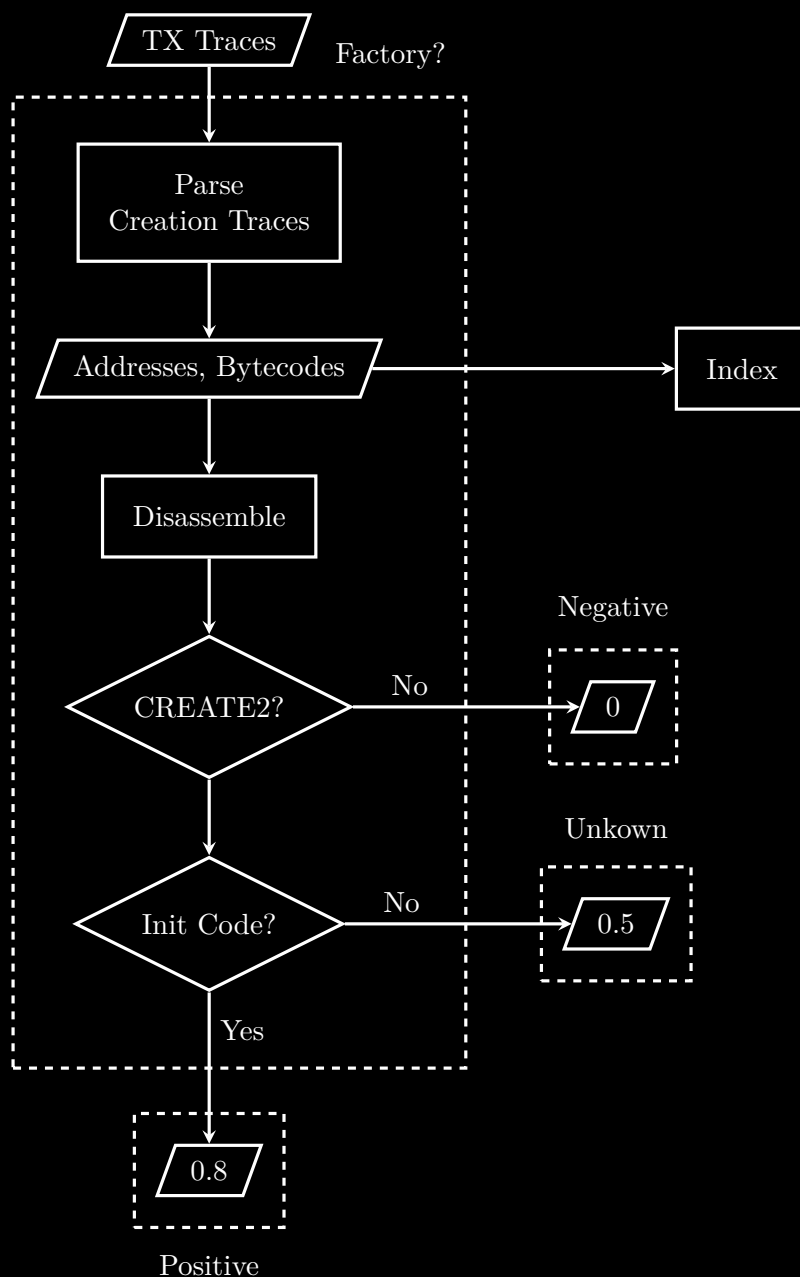 TX Traces
Factory?
Parse
Creation Traces
Addresses, Bytecodes
Index
Disassemble
Negative
CREATE2?
No
0
Unkown
Init Code?
No
0.5
Yes
0.8
Positive